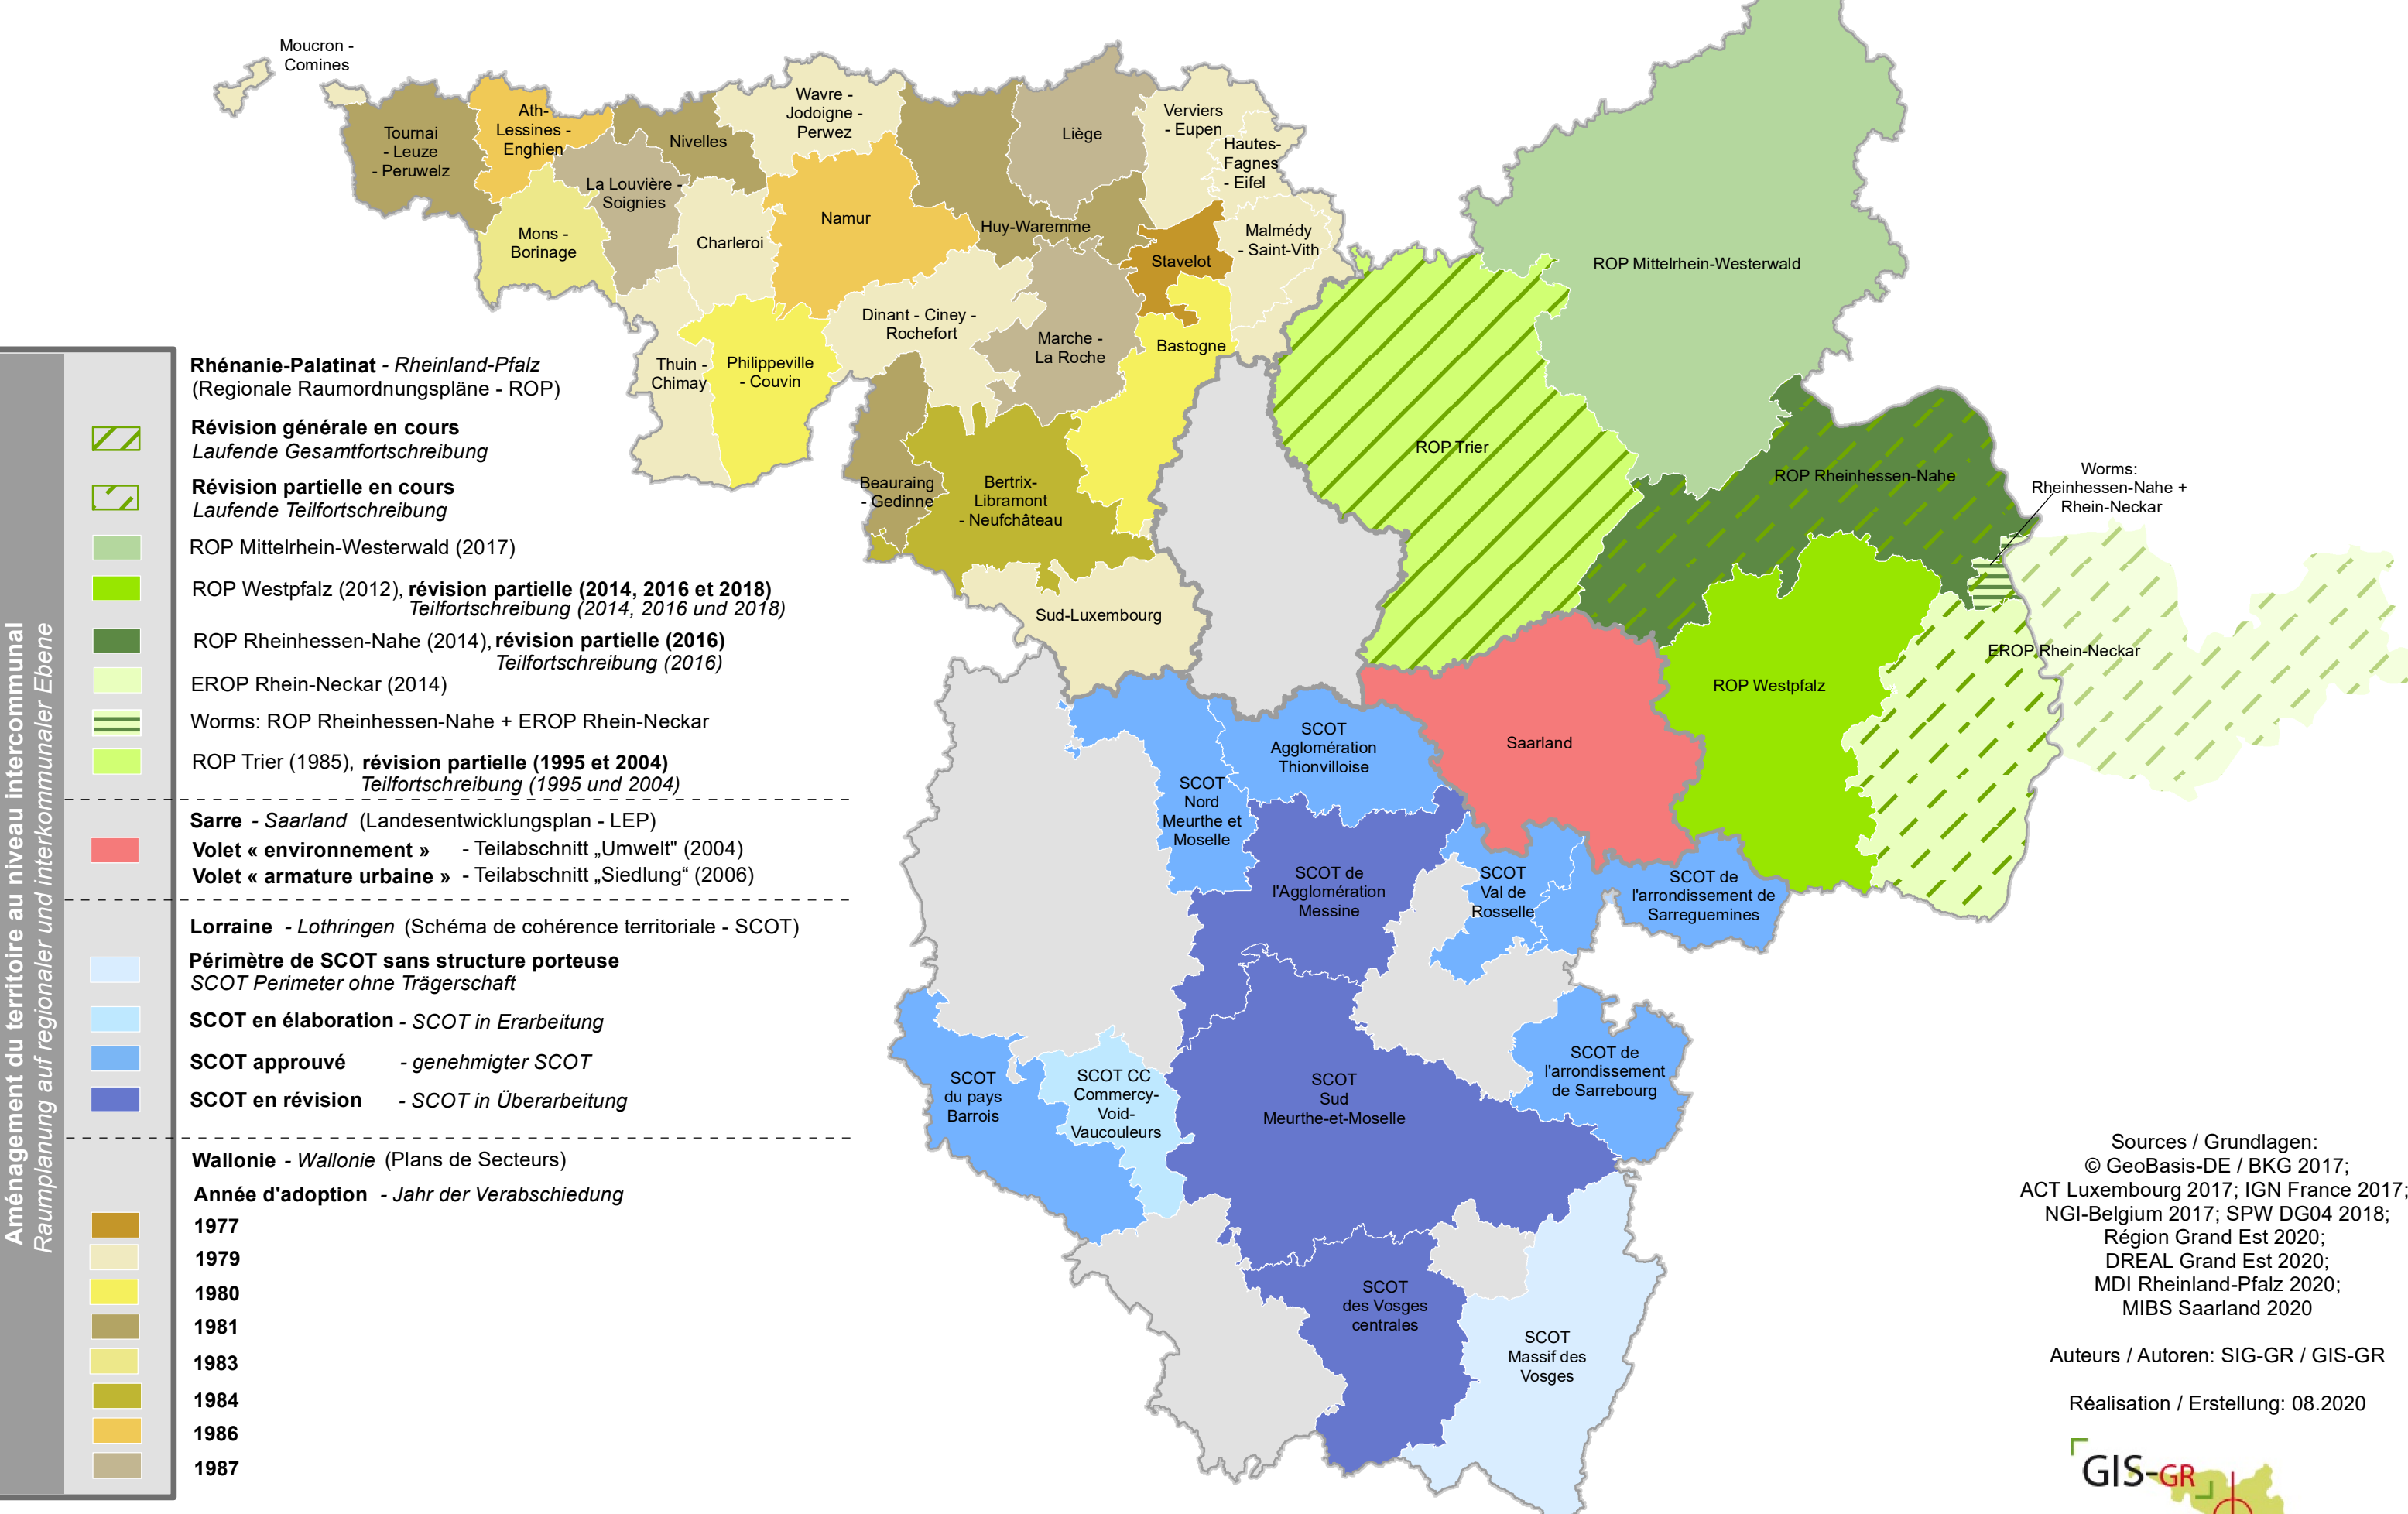 Moucron -
Comines
Tournai
- Leuze
- Peruwelz
Ath-
Lessines -
Enghien
Mons -
Borinage
La Louvière -
Soignies
Nivelles
Charleroi
Wavre -
Jodoigne -
Perwez
Namur
Huy-Waremme
Liège
Verviers
- Eupen
Hautes-
Fagnes
- Eifel
Malmédy
- Saint-Vith
Stavelot
Bastogne
Marche -
La Roche
Dinant - Ciney -
Rochefort
Philippeville
- Couvin
Thuin -
Chimay
Beauraing
- Gedinne
Bertrix-
Libramont
- Neufchâteau
Sud-Luxembourg
ROP Mittelrhein-Westerwald
ROP Trier
ROP Rheinhessen-Nahe
Worms:
Rheinhessen-Nahe +
Rhein-Neckar
EROP Rhein-Neckar
ROP Westpfalz
Saarland
SCOT
Agglomération
Thionvilloise
SCOT
Nord
Meurthe et
Moselle
SCOT de
l'Agglomération
Messine
SCOT
Val de
Rosselle
SCOT de
l'arrondissement de
Sarreguemines
SCOT de
l'arrondissement
de Sarrebourg
SCOT
du pays
Barrois
SCOT CC
Commercy-
Void-
Vaucouleurs
SCOT
Sud
Meurthe-et-Moselle
SCOT
des Vosges
centrales
SCOT
Massif des
Vosges
Aménagement du territoire au niveau intercommunal
Raumplanung auf regionaler und interkommunaler Ebene
Rhénanie-Palatinat - Rheinland-Pfalz
(Regionale Raumordnungspläne - ROP)
Révision générale en cours
Laufende Gesamtfortschreibung
Révision partielle en cours
Laufende Teilfortschreibung
ROP Mittelrhein-Westerwald (2017)
ROP Westpfalz (2012), révision partielle (2014, 2016 et 2018)
Teilfortschreibung (2014, 2016 und 2018)
ROP Rheinhessen-Nahe (2014), révision partielle (2016)
Teilfortschreibung (2016)
EROP Rhein-Neckar (2014)
Worms: ROP Rheinhessen-Nahe + EROP Rhein-Neckar
ROP Trier (1985), révision partielle (1995 et 2004)
Teilfortschreibung (1995 und 2004)
Sarre - Saarland (Landesentwicklungsplan - LEP)
Volet « environnement » - Teilabschnitt „Umwelt" (2004)
Volet « armature urbaine » - Teilabschnitt „Siedlung“ (2006)
Lorraine - Lothringen (Schéma de cohérence territoriale - SCOT)
Périmètre de SCOT sans structure porteuse
SCOT Perimeter ohne Trägerschaft
SCOT en élaboration - SCOT in Erarbeitung
SCOT approuvé - genehmigter SCOT
SCOT en révision - SCOT in Überarbeitung
Wallonie - Wallonie (Plans de Secteurs)
Année d'adoption - Jahr der Verabschiedung
1977
1979
1980
1981
1983
1984
1986
1987
Sources / Grundlagen:
© GeoBasis-DE / BKG 2017;
ACT Luxembourg 2017; IGN France 2017;
NGI-Belgium 2017; SPW DG04 2018;
Région Grand Est 2020;
DREAL Grand Est 2020;
MDI Rheinland-Pfalz 2020;
MIBS Saarland 2020
Auteurs / Autoren: SIG-GR / GIS-GR
Réalisation / Erstellung: 08.2020
GIS-GR